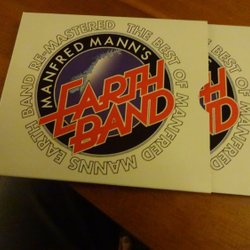 THE BEST OF MANFRED MANN'S EARTH BAND RE-MASTERED
MANFRED MANN'S
EARTH
BAND